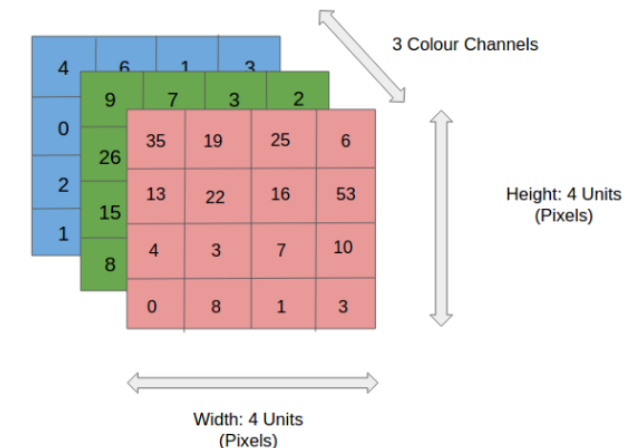 3 Colour Channels
4 6 1 3
0
2
1
9 7 3 2
26
15
8
35 19 25 6
13 22 16 53
4 3 7 10
0 8 1 3
Height: 4 Units
(Pixels)
Width: 4 Units
(Pixels)